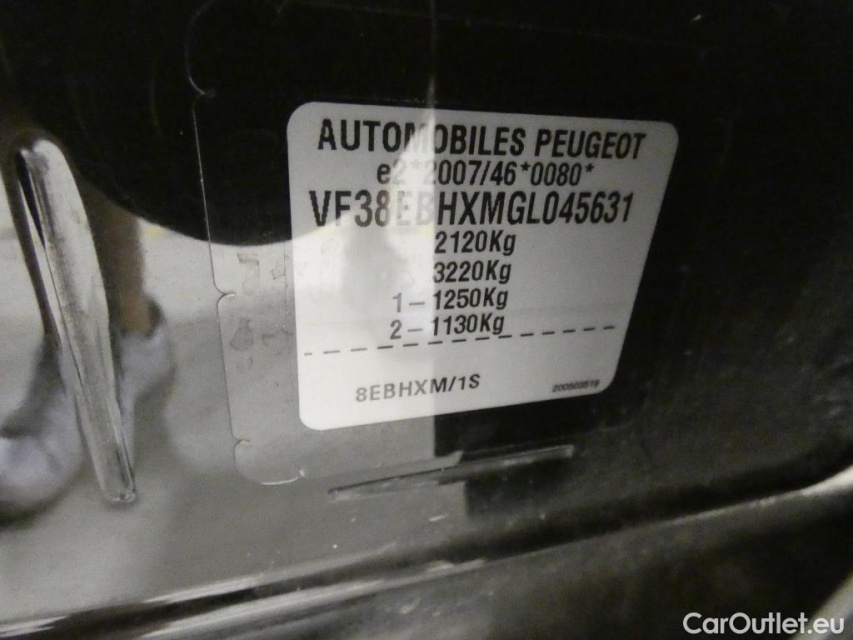 AUTOMOBILES PEUGEOT
e2*2007/46*0080*
VF38EBHXMGL045631
2120Kg
3220Kg
1 – 1250Kg
2 – 1130Kg
8EBHXM/1S
CarOutlet.eu